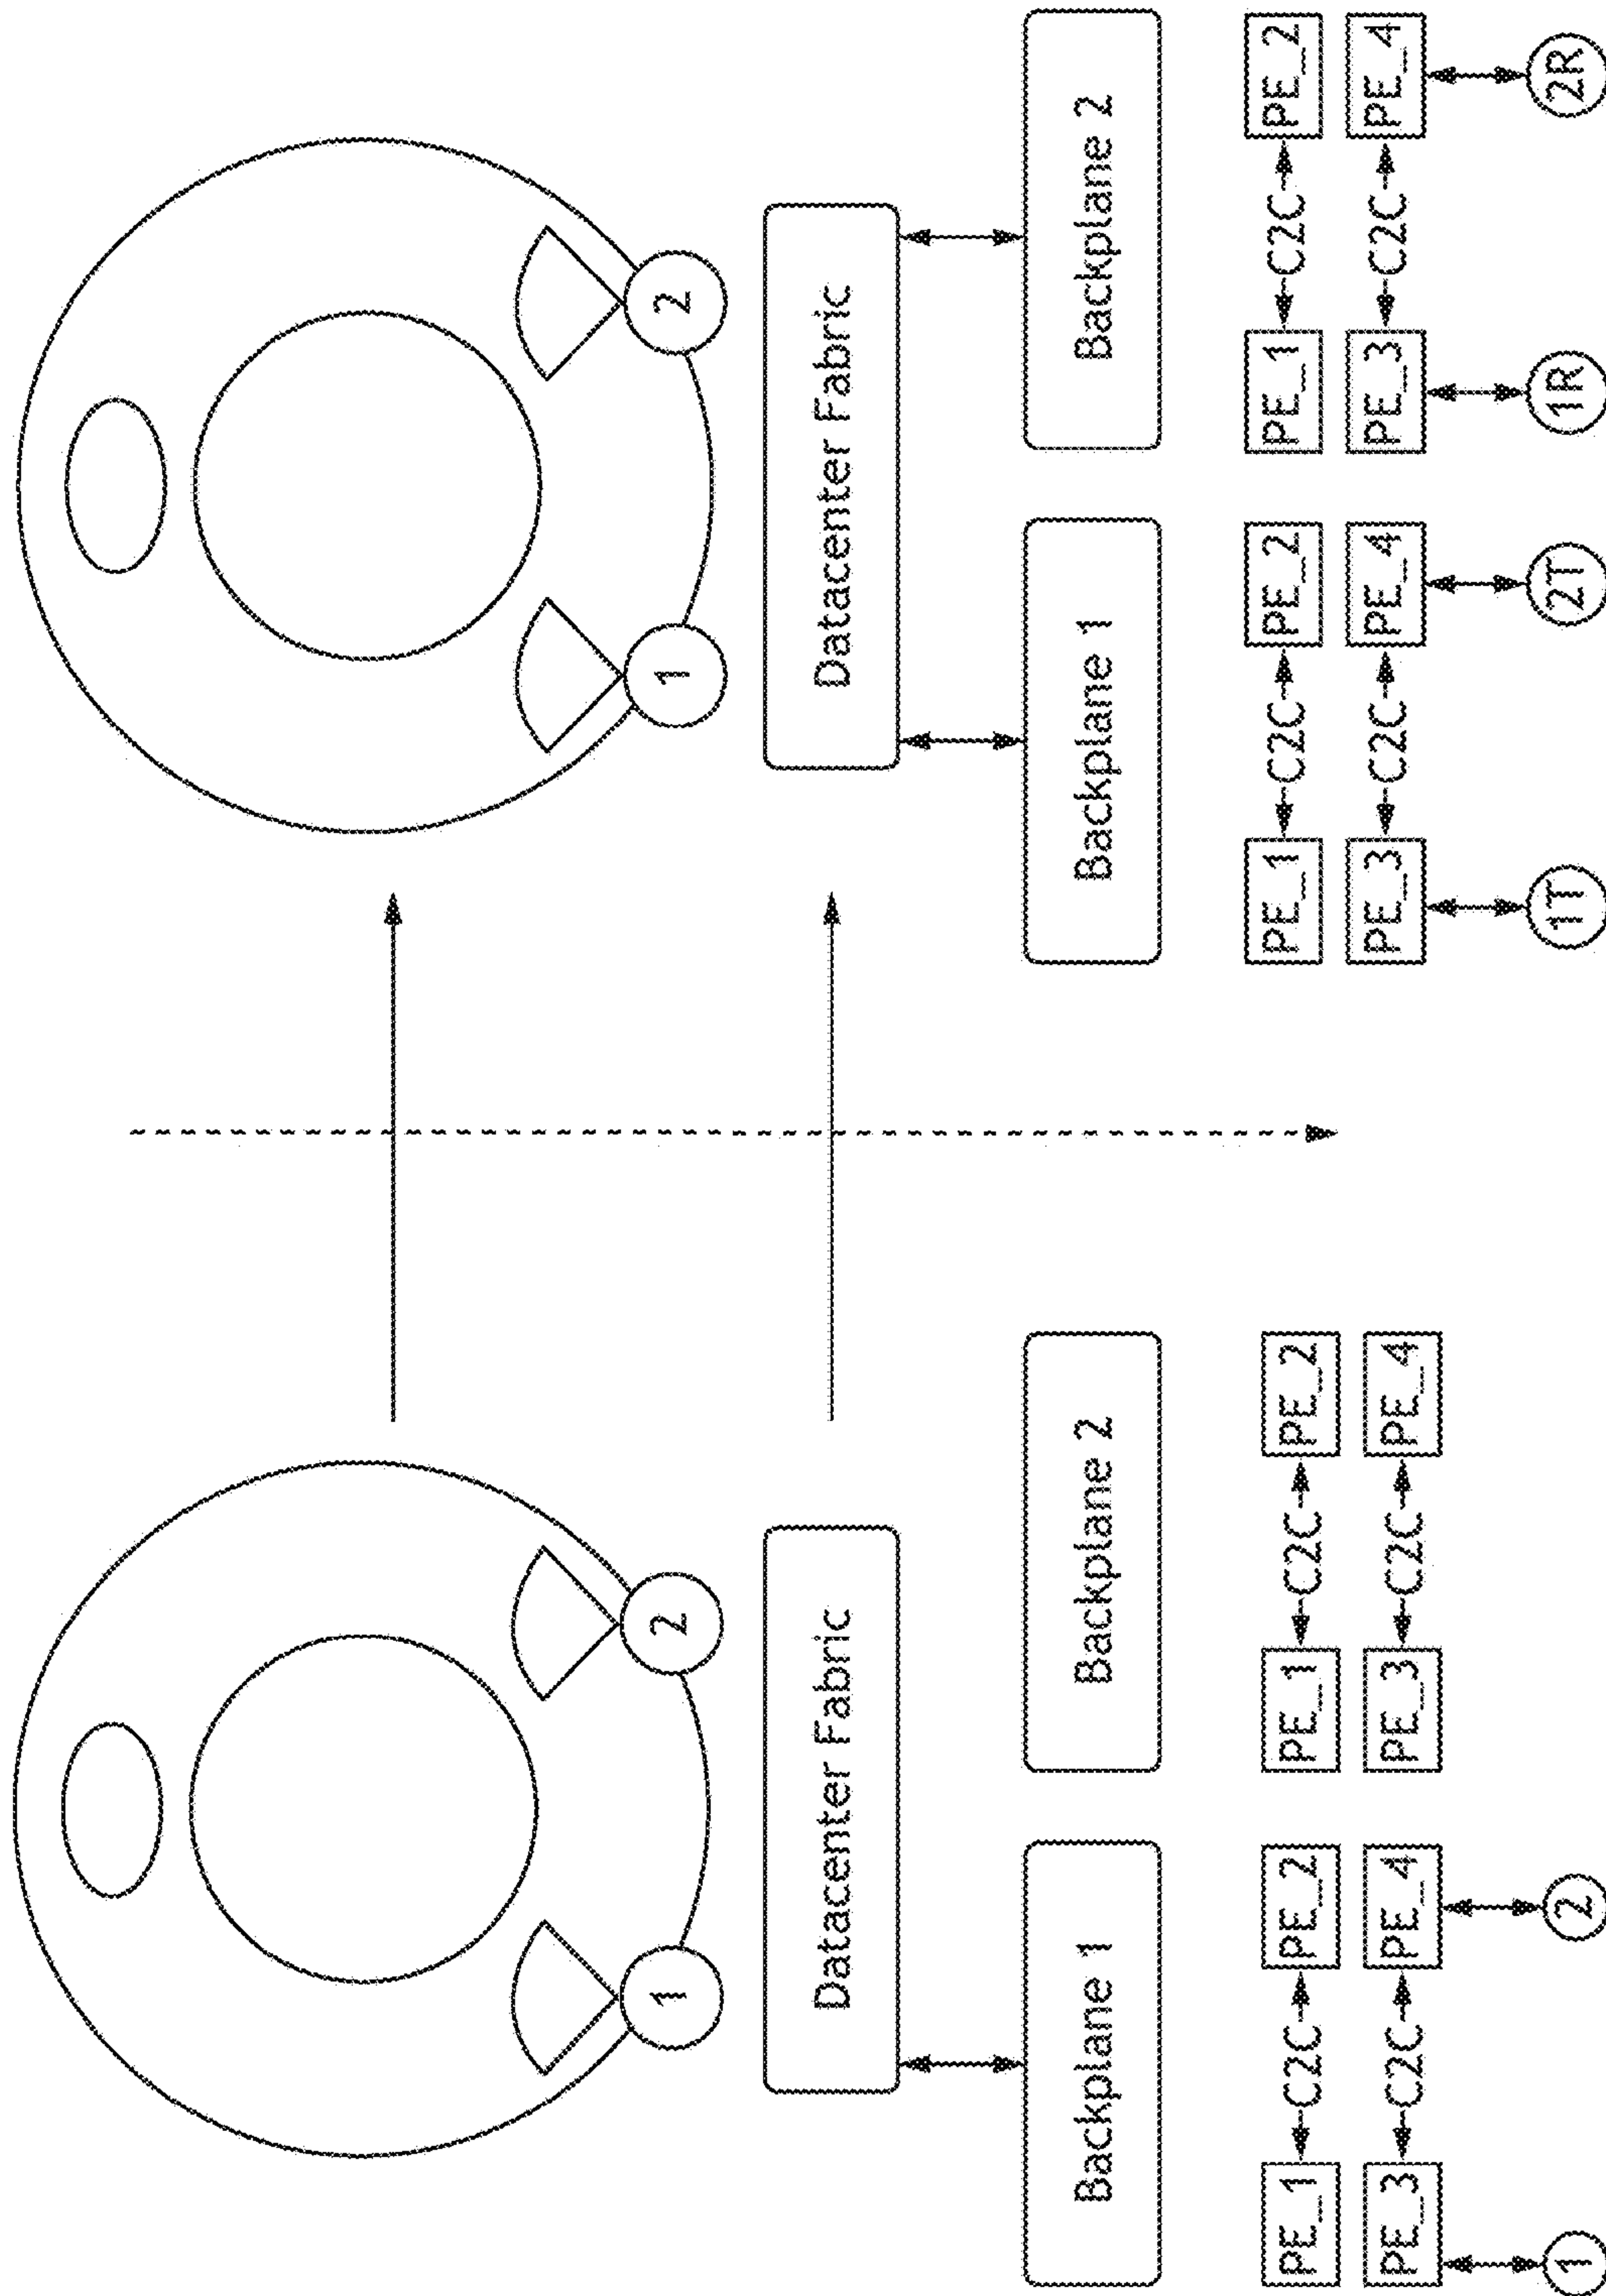 1
2
Datacenter Fabric
Backplane 1
Backplane 2
PE_1 C2C PE_2
PE_1 C2C PE_2
PE_3 C2C PE_4
PE_3 C2C PE_4
1
2
1
2
Datacenter Fabric
Backplane 1
Backplane 2
PE_1 C2C PE_2
PE_1 C2C PE_2
PE_3 C2C PE_4
PE_3 C2C PE_4
1T
2T
1R
2R